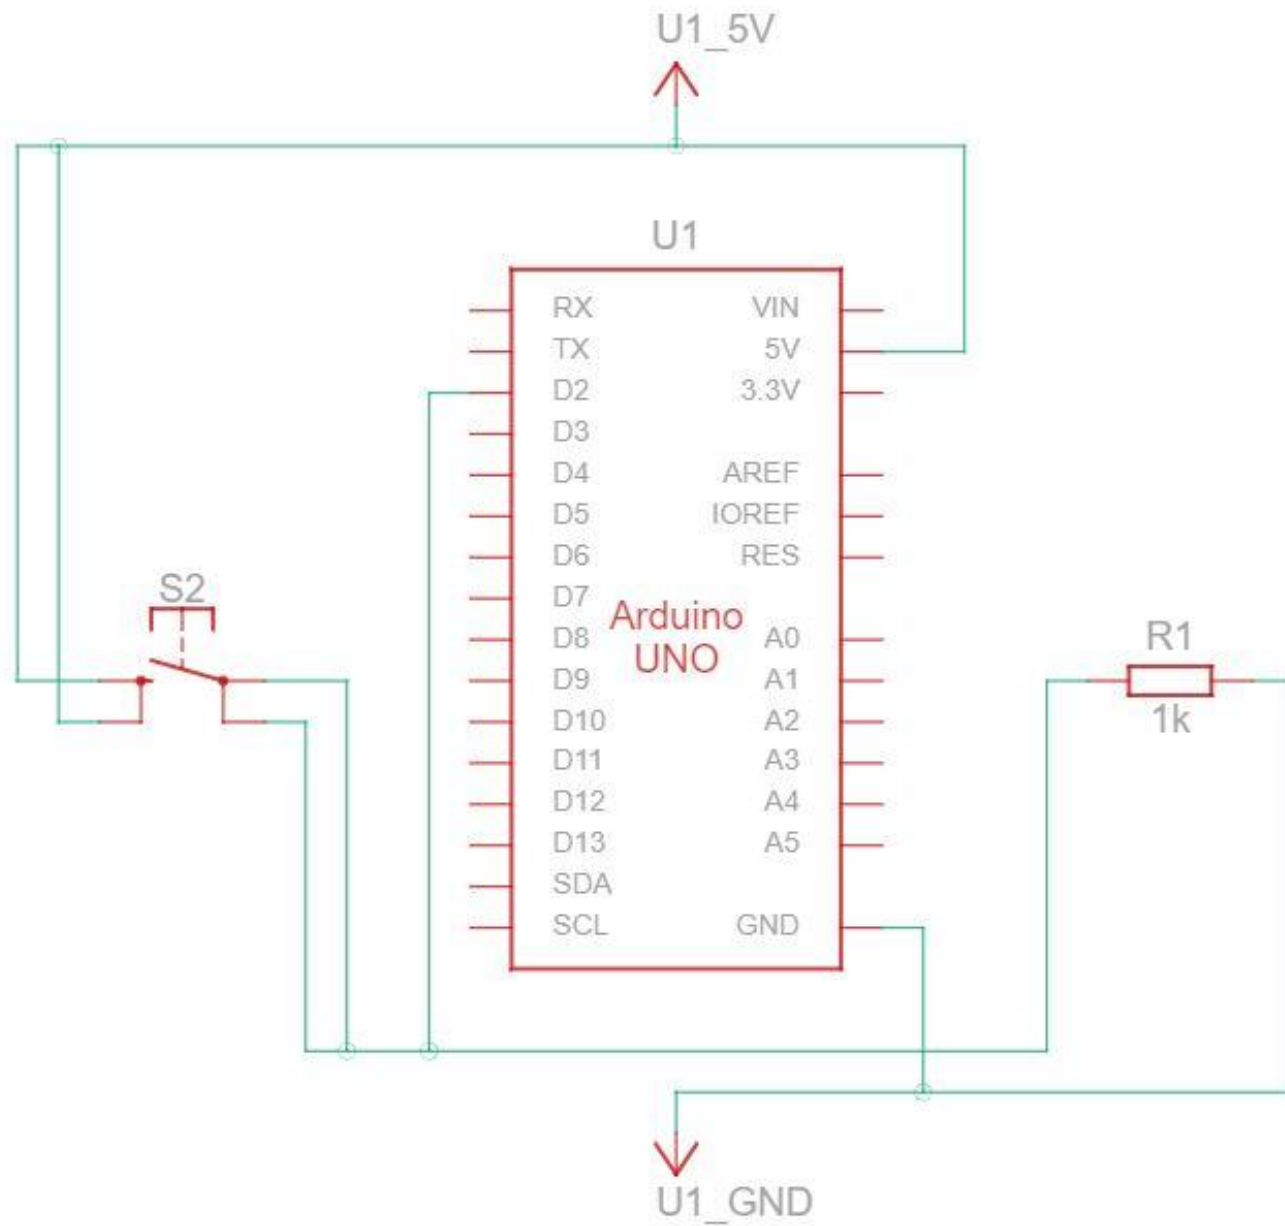 U1_5V
U1
RX VIN
TX 5V
D2 3.3V
D3
D4 AREF
D5 IOREF
D6 RES
S2
D7
Arduino
D8 A0
UNO
R1
D9 A1
D10 A2
1k
D11 A3
D12 A4
D13 A5
SDA
SCL GND
U1_GND